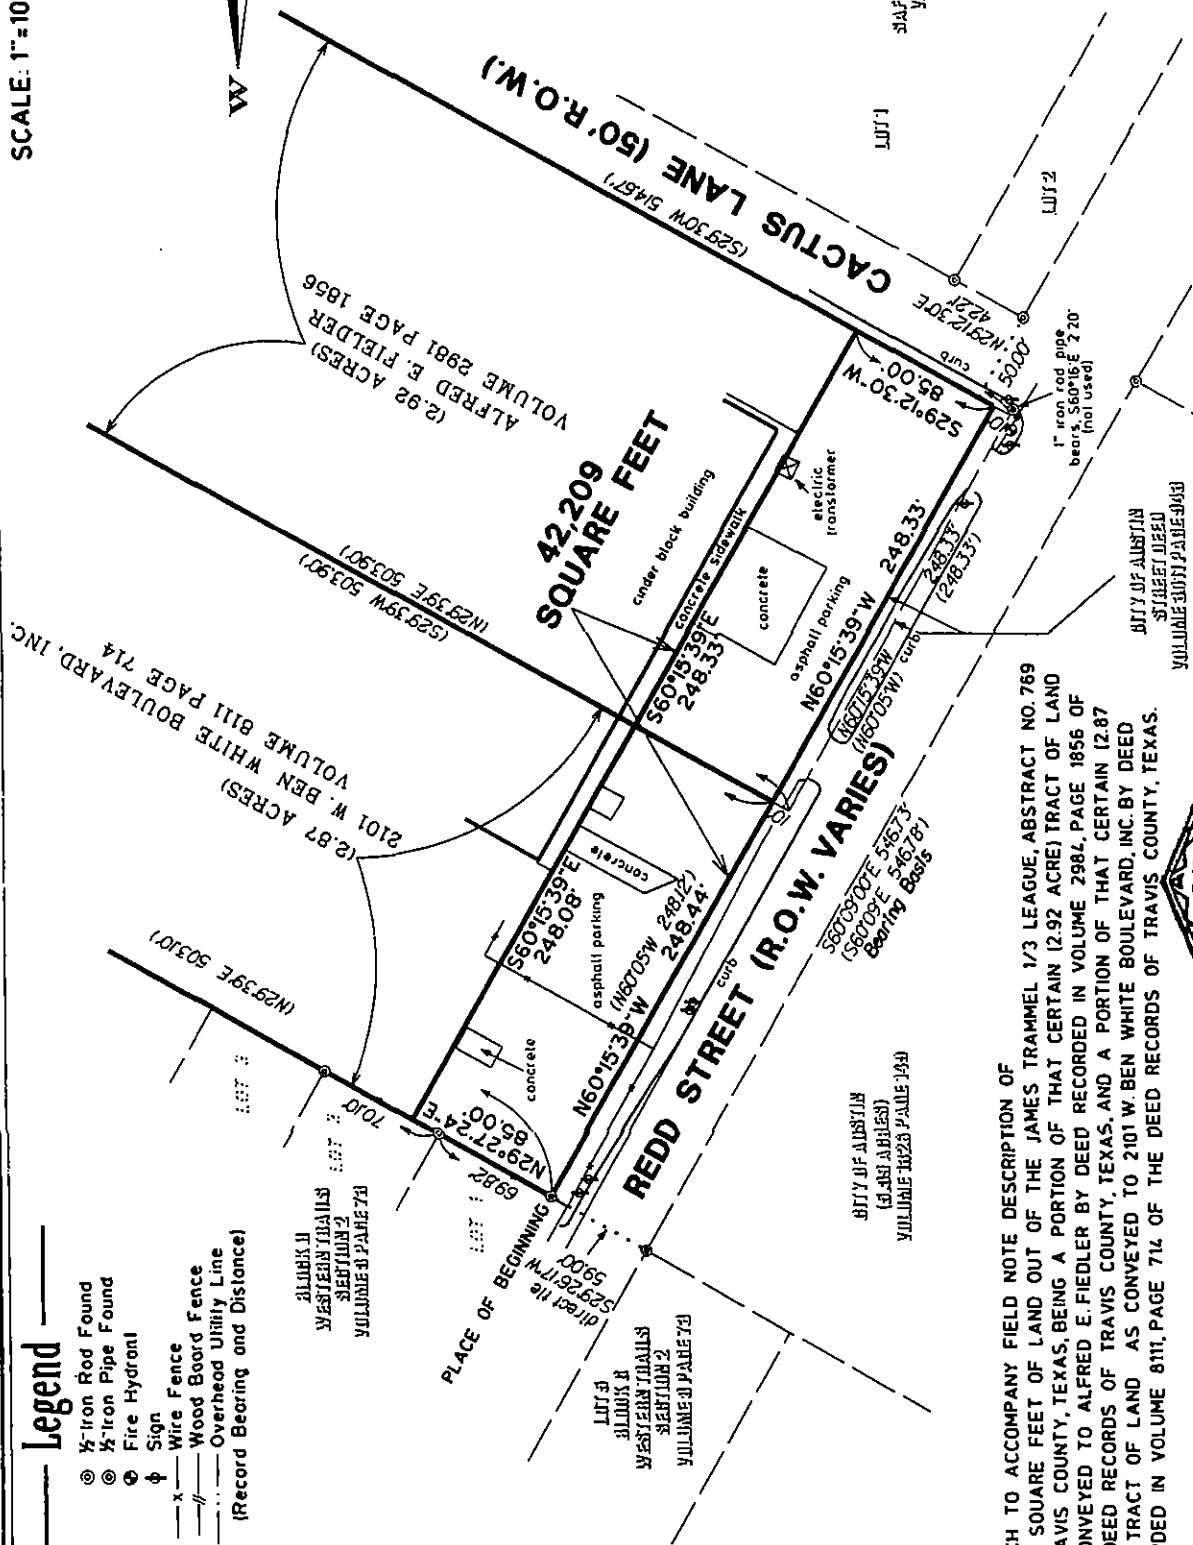 SCALE: 1"=10
W
Legend
½" Iron Rod Found
½" Iron Pipe Found
Fire Hydrant
Sign
Wire Fence
Wood Board Fence
Overhead Utility Line
(Record Bearing and Distance)
CACTUS LANE (50' R.O.W.)
(S29°30'W 514.67')
(2.92 ACRES)
ALFRED E. FIELDER
VOLUME 2981 PAGE 1856
(2.87 ACRES)
2101 W. BEN WHITE BOULEVARD, INC.
VOLUME 8111 PAGE 714
(S29°39'W 503.90')
(N29°39'E 503.90')
(N29°39'E 503.10')
42,209
SQUARE FEET
cinder block building
concrete sidewalk
S60°15'39"E
248.33'
concrete
electric
transformer
asphalt parking
N60°15'39"W 248.33'
S29°12'30"W
85.00'
N29°12'30"E
42.21'
curb
50.00'
1" iron rod pipe
bears, S60°16'E 2.20'
(not used)
LOT 1
LOT 2
S60°15'39"E
248.08'
concrete
asphalt parking
(N60°05'W 248.12')
248.44'
N60°15'39"W
concrete
N29°27'24"E
85.00'
70.10'
69.82'
LOT 3
LOT 2
LOT 1
BLOCK H
WESTERN TRAILS
SECTION 2
VOLUME 8 PAGE 73
PLACE OF BEGINNING
direct tie
S29°26'17"W
59.00'
LOT 3
BLOCK H
WESTERN TRAILS
SECTION 2
VOLUME 8 PAGE 73
REDD STREET (R.O.W. VARIES)
curb
10'
N60°15'39"W
(N60°05'W)
curb
248.33'
(248.33')
S60°09'00"E 546.73'
(S60°09'E 546.78')
Bearing Basis
CITY OF AUSTIN
STREET DEED
CITY OF AUSTIN
CH TO ACCOMPANY FIELD NOTE DESCRIPTION OF
SQUARE FEET OF LAND OUT OF THE JAMES TRAMMEL 1/3 LEAGUE, ABSTRACT NO. 769
AVIS COUNTY, TEXAS, BEING A PORTION OF THAT CERTAIN (2.92 ACRE) TRACT OF LAND
ONVEYED TO ALFRED E. FIEDLER BY DEED RECORDED IN VOLUME 2984, PAGE 1856 OF
DEED RECORDS OF TRAVIS COUNTY, TEXAS, AND A PORTION OF THAT CERTAIN (2.87
TRACT OF LAND AS CONVEYED TO 2101 W. BEN WHITE BOULEVARD, INC. BY DEED
DED IN VOLUME 8111, PAGE 714 OF THE DEED RECORDS OF TRAVIS COUNTY, TEXAS.